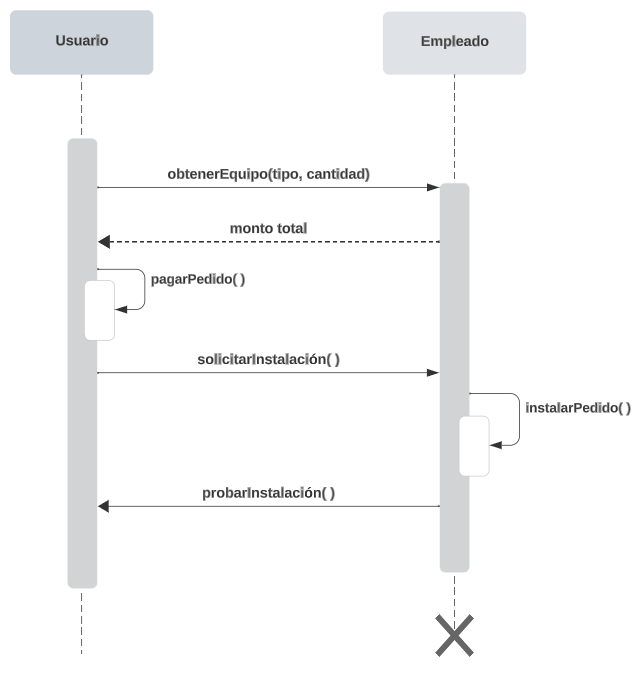 Usuario
Empleado
obtenerEquipo(tipo, cantidad)
monto total
pagarPedido( )
solicitarInstalación( )
instalarPedido( )
probarInstalación( )